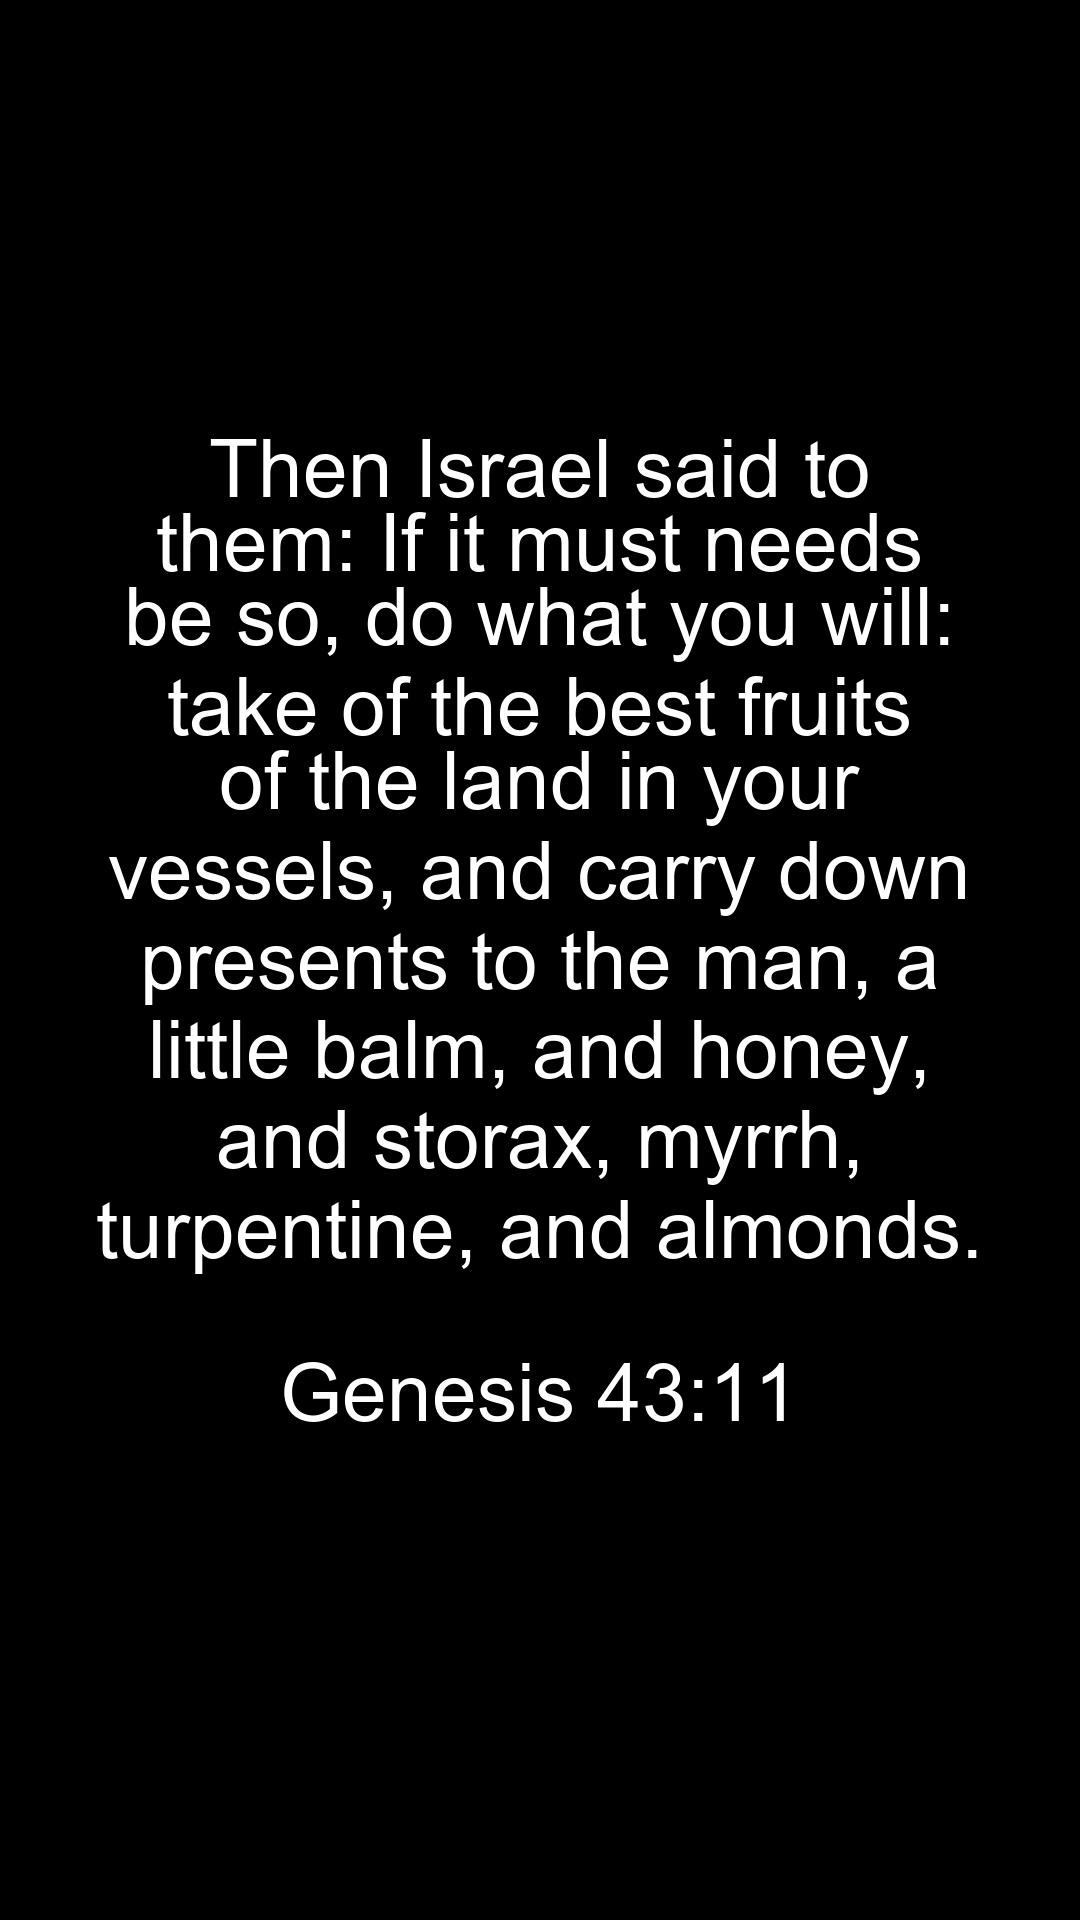 Then Israel said to
them: If it must needs
be so, do what you will:
take of the best fruits
of the land in your
vessels, and carry down
presents to the man, a
little balm, and honey,
and storax, myrrh,
turpentine, and almonds.
Genesis 43:11